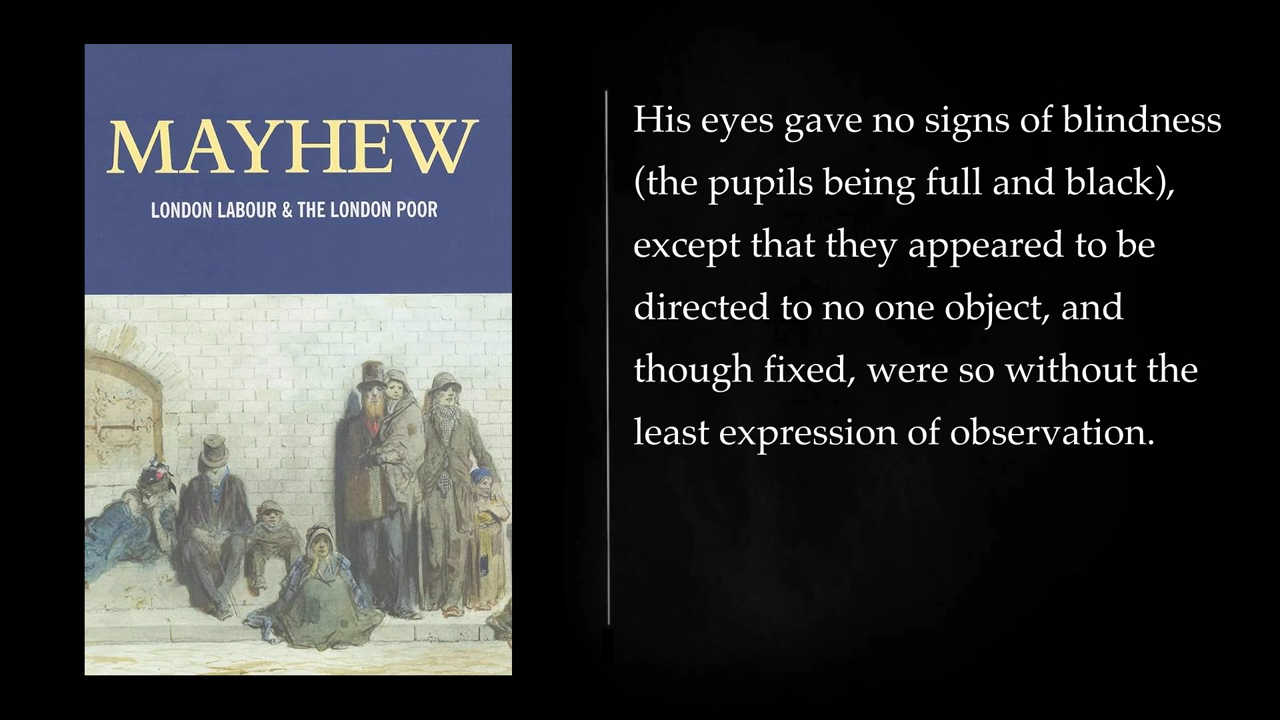 MAYHEW
LONDON LABOUR & THE LONDON POOR
His eyes gave no signs of blindness
(the pupils being full and black),
except that they appeared to be
directed to no one object, and
though fixed, were so without the
least expression of observation.